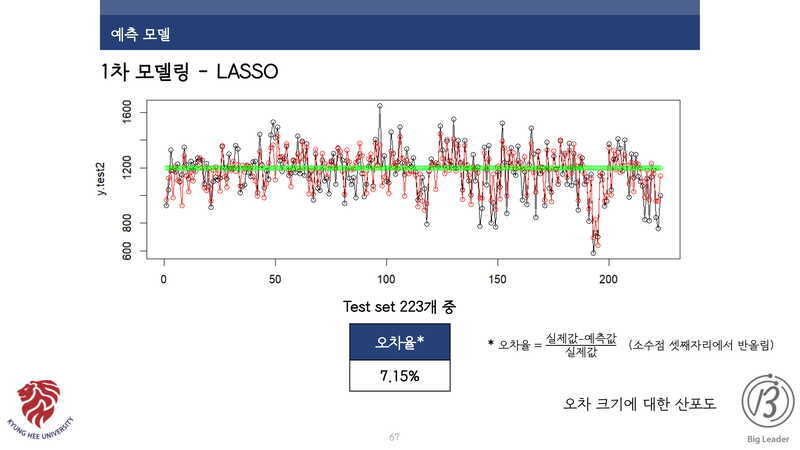 예측 모델
1차 모델링 - LASSO
y.test2
1600
1200
800
600
0 50 100 150 200
Test set 223개 중
오차율*
7.15%
* 오차율 = 실제값-예측값 (소수점 셋째자리에서 반올림)
실제값
오차 크기에 대한 산포도
KYUNG HEE UNIVERSITY
B
Big Leader
67